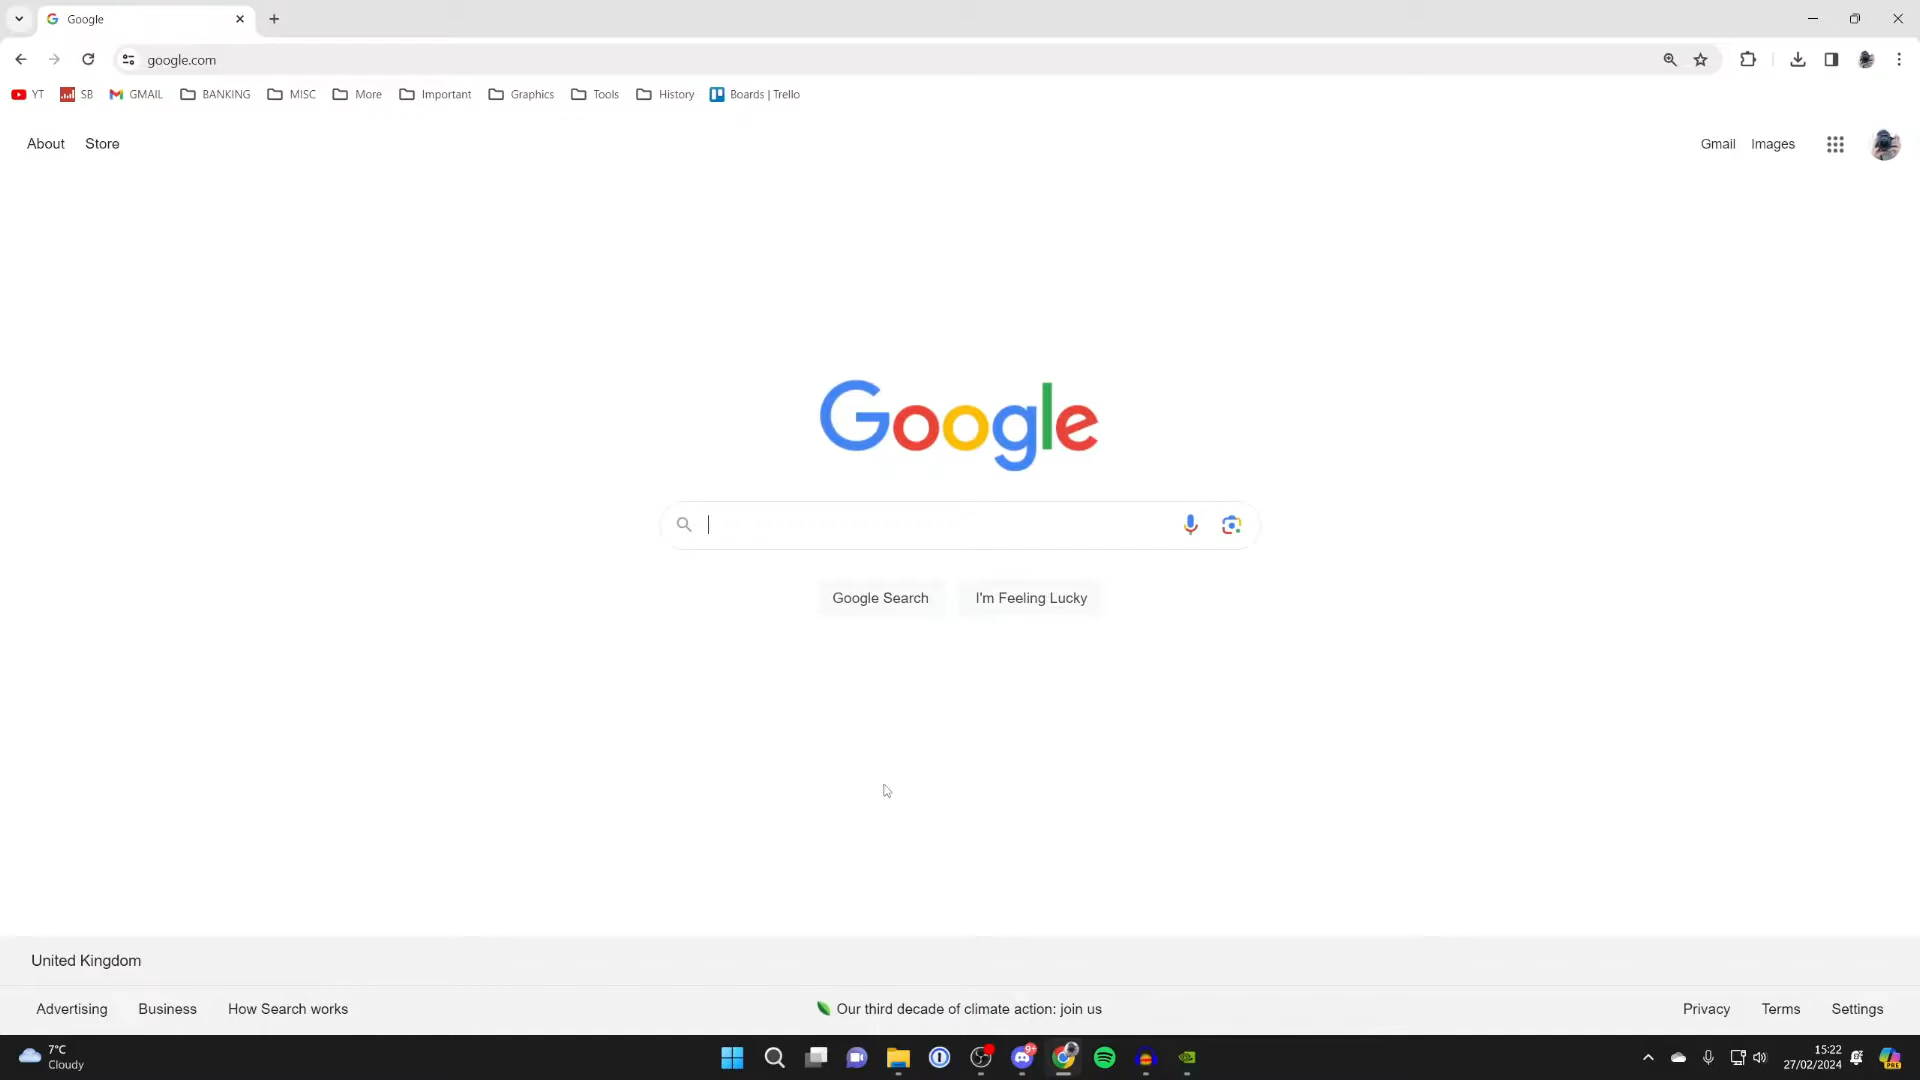 Google
google.com
YT SB GMAIL BANKING MISC More Important Graphics Tools History Boards | Trello
About Store Gmail Images
Google
Google Search I'm Feeling Lucky
United Kingdom
Advertising Business How Search works Our third decade of climate action: join us Privacy Terms Settings
7°C
Cloudy
9+
15:22
27/02/2024
PRE